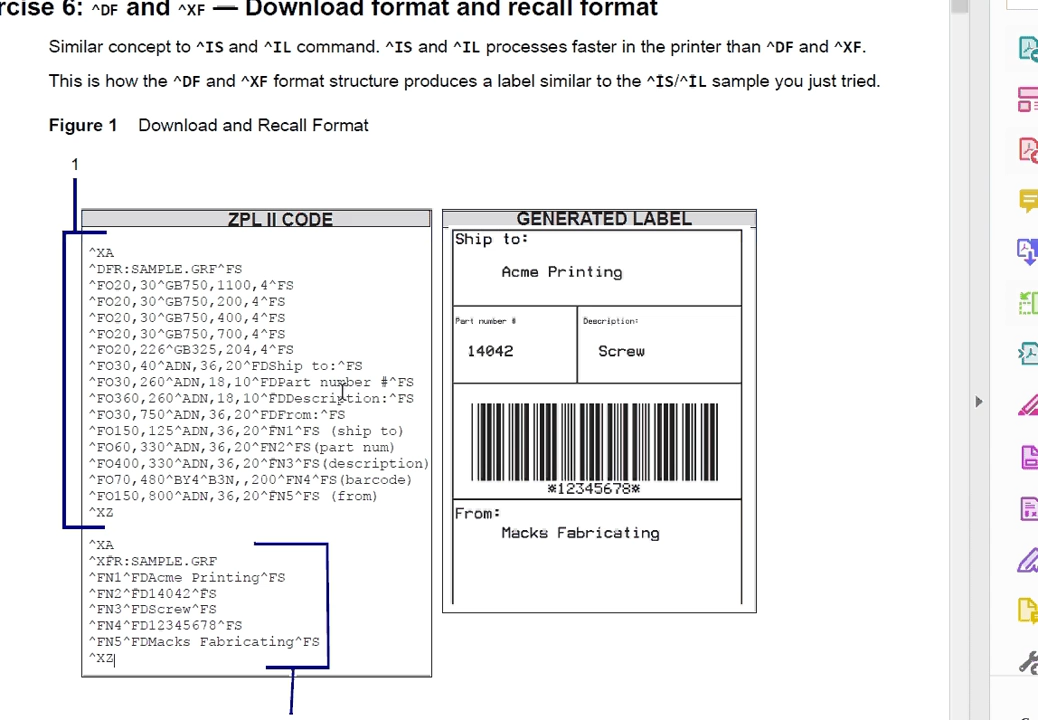 rcise 6: ^DF and ^XF — Download format and recall format
Similar concept to ^IS and ^IL command. ^IS and ^IL processes faster in the printer than ^DF and ^XF.
This is how the ^DF and ^XF format structure produces a label similar to the ^IS/^IL sample you just tried.
Figure 1 Download and Recall Format
1
ZPL II CODE
^XA
^DFR:SAMPLE.GRF^FS
^FO20,30^GB750,1100,4^FS
^FO20,30^GB750,200,4^FS
^FO20,30^GB750,400,4^FS
^FO20,30^GB750,700,4^FS
^FO20,226^GB325,204,4^FS
^FO30,40^ADN,36,20^FDShip to:^FS
^FO30,260^ADN,18,10^FDPart number #^FS
^FO360,260^ADN,18,10^FDDescription:^FS
^FO30,750^ADN,36,20^FDFrom:^FS
^FO150,125^ADN,36,20^FN1^FS (ship to)
^FO60,330^ADN,36,20^FN2^FS(part num)
^FO400,330^ADN,36,20^FN3^FS(description)
^FO70,480^BY4^B3N,,200^FN4^FS(barcode)
^FO150,800^ADN,36,20^FN5^FS (from)
^XZ
^XA
^XFR:SAMPLE.GRF
^FN1^FDAcme Printing^FS
^FN2^FD14042^FS
^FN3^FDScrew^FS
^FN4^FD12345678^FS
^FN5^FDMacks Fabricating^FS
^XZ
GENERATED LABEL
Ship to:
Acme Printing
Part number # Description:
14042 Screw
*12345678*
From:
Macks Fabricating